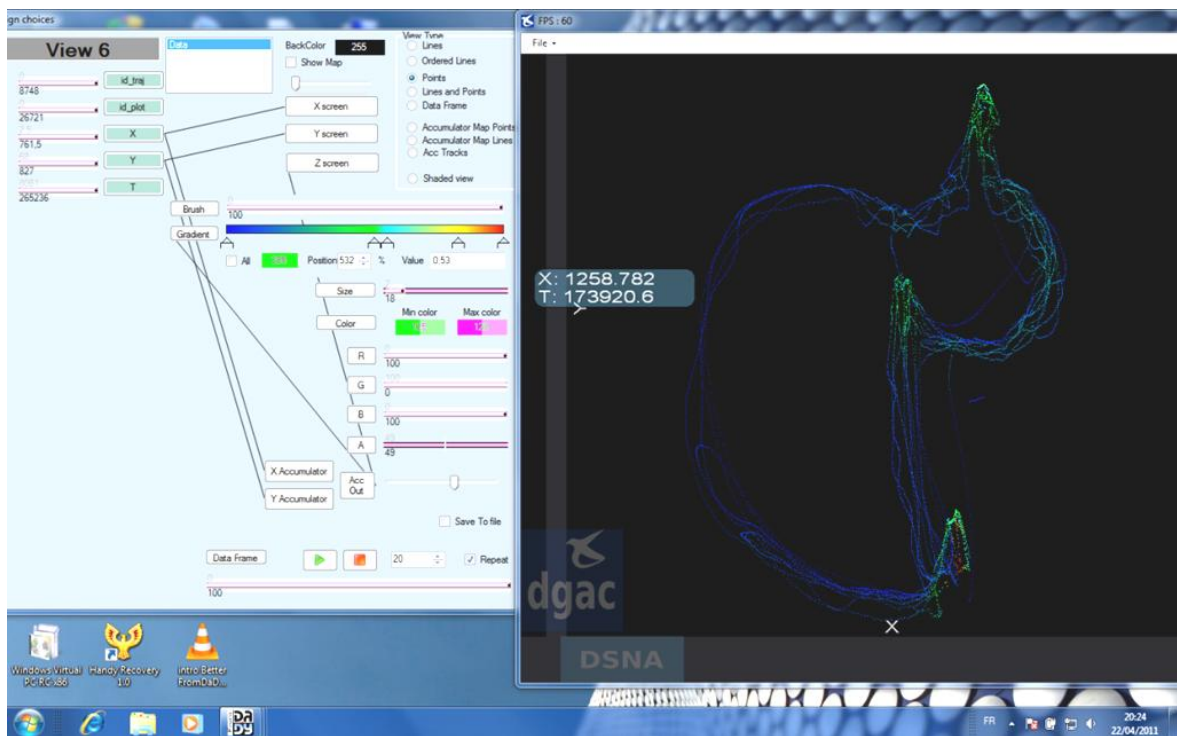 ign choices
View 6
8748
id_traj
26721
id_plot
761,5
X
827
Y
265236
T
Data
BackColor 255
Show Map
X screen
Y screen
Z screen
View Type
Lines
Ordered Lines
Points
Lines and Points
Data Frame
Accumulator Map Points
Accumulator Map Lines
Acc Tracks
Shaded view
Brush
100
Gradient
All Position 532 % Value 0.53
Size
18
Min color Max color
Color
R
100
G
0
B
100
A
49
X Accumulator
Acc
Out
Y Accumulator
Save To file
Data Frame 20 Repeat
100
FPS : 60
File
X: 1258.782
T: 173920.6
Y
X
dgac
DSNA
Windows Virtual
Handy Recovery
1.0
intro Better
FromDaD...
DaDy
FR 20:24
22/04/2011